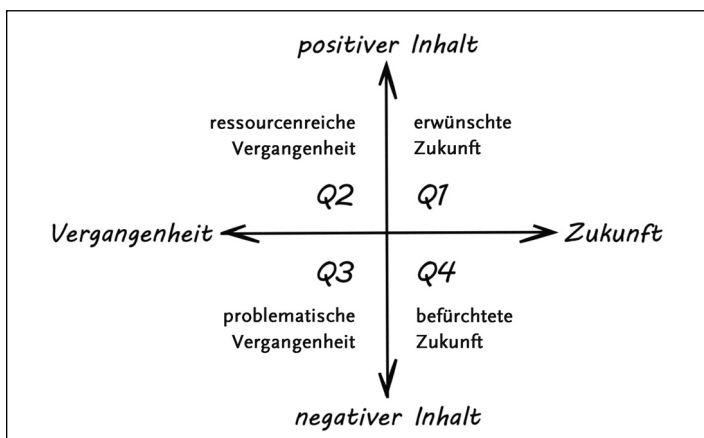 positiver Inhalt
ressourcenreiche
Vergangenheit
erwünschte
Zukunft
Q2
Q1
Vergangenheit
Zukunft
Q3
Q4
problematische
Vergangenheit
befürchtete
Zukunft
negativer Inhalt